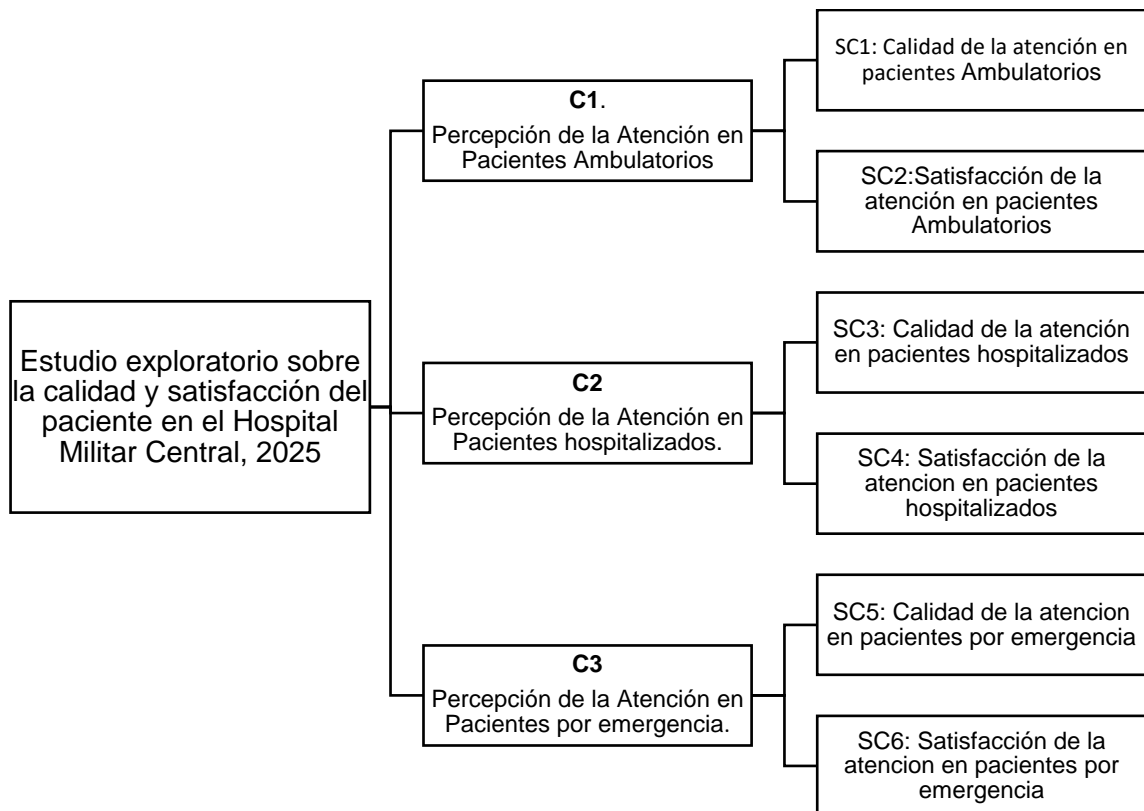 Estudio exploratorio sobre
la calidad y satisfacción del
paciente en el Hospital
Militar Central, 2025
C1.
Percepción de la Atención en
Pacientes Ambulatorios
SC1: Calidad de la atención en
pacientes Ambulatorios
SC2:Satisfacción de la
atención en pacientes
Ambulatorios
C2
Percepción de la Atención en
Pacientes hospitalizados.
SC3: Calidad de la atención
en pacientes hospitalizados
SC4: Satisfacción de la
atencion en pacientes
hospitalizados
C3
Percepción de la Atención en
Pacientes por emergencia.
SC5: Calidad de la atencion
en pacientes por emergencia
SC6: Satisfacción de la
atencion en pacientes por
emergencia